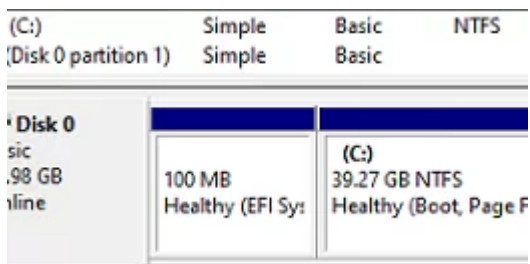 (C:) Simple Basic NTFS
(Disk 0 partition 1) Simple Basic
Disk 0
sic
.98 GB
nline
100 MB
Healthy (EFI Sys
(C:)
39.27 GB NTFS
Healthy (Boot, Page F